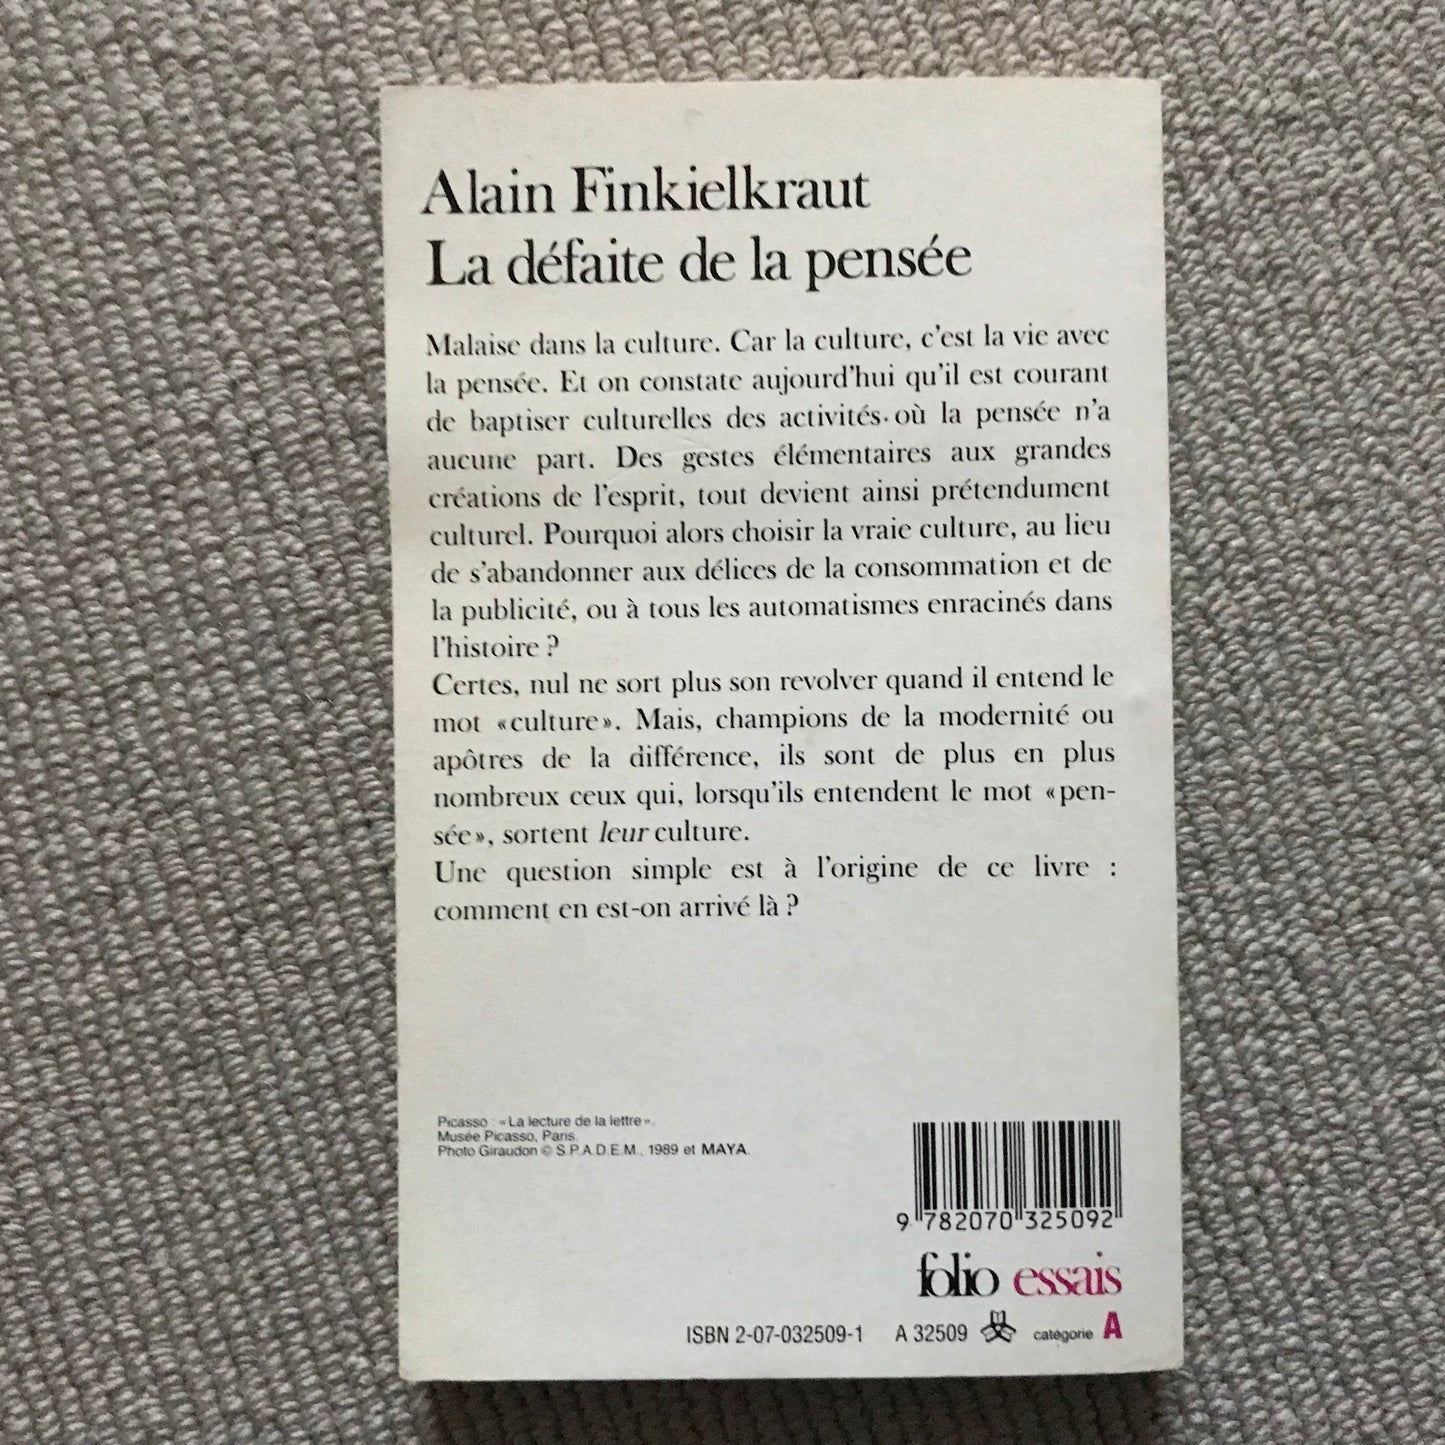 Alain Finkielkraut
La défaite de la pensée
Malaise dans la culture. Car la culture, c'est la vie avec
la pensée. Et on constate aujourd'hui qu'il est courant
de baptiser culturelles des activités où la pensée n'a
aucune part. Des gestes élémentaires aux grandes
créations de l'esprit, tout devient ainsi prétendument
culturel. Pourquoi alors choisir la vraie culture, au lieu
de s'abandonner aux délices de la consommation et de
la publicité, ou à tous les automatismes enracinés dans
l'histoire ?
Certes, nul ne sort plus son revolver quand il entend le
mot «culture». Mais, champions de la modernité ou
apôtres de la différence, ils sont de plus en plus
nombreux ceux qui, lorsqu'ils entendent le mot «pen-
sée», sortent leur culture.
Une question simple est à l'origine de ce livre :
comment en est-on arrivé là ?
Picasso : «La lecture de la lettre».
Musée Picasso, Paris.
Photo Giraudon © S.P.A.D.E.M., 1989 et MAYA.
9 782070 325092
folio essais
ISBN 2-07-032509-1 A 32509 catégorie A